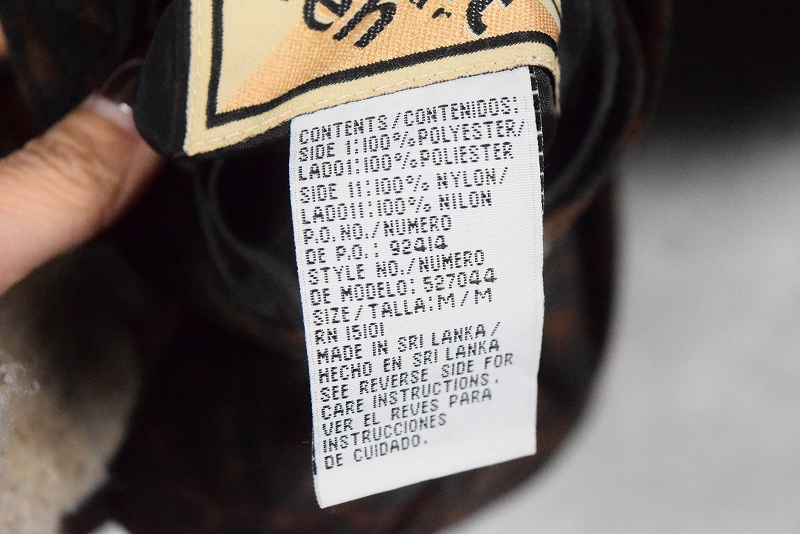 CONTENTS/CONTENIDOS:
SIDE 1:100% POLYESTER/
LADO1:100% POLIESTER
SIDE 11:100% NYLON/
LADO11:100% NILON
P.O.NO./NUMERO
DE P.O.: 92414
STYLE NO./NUMERO
DE MODELO: 527044
SIZE/TALLA:M/M
RN 15101
MADE IN SRI LANKA/
HECHO EN SRI LANKA
SEE REVERSE SIDE FOR
CARE INSTRUCTIONS.
VER EL REVES PARA
INSTRUCCIONES
DE CUIDADO.